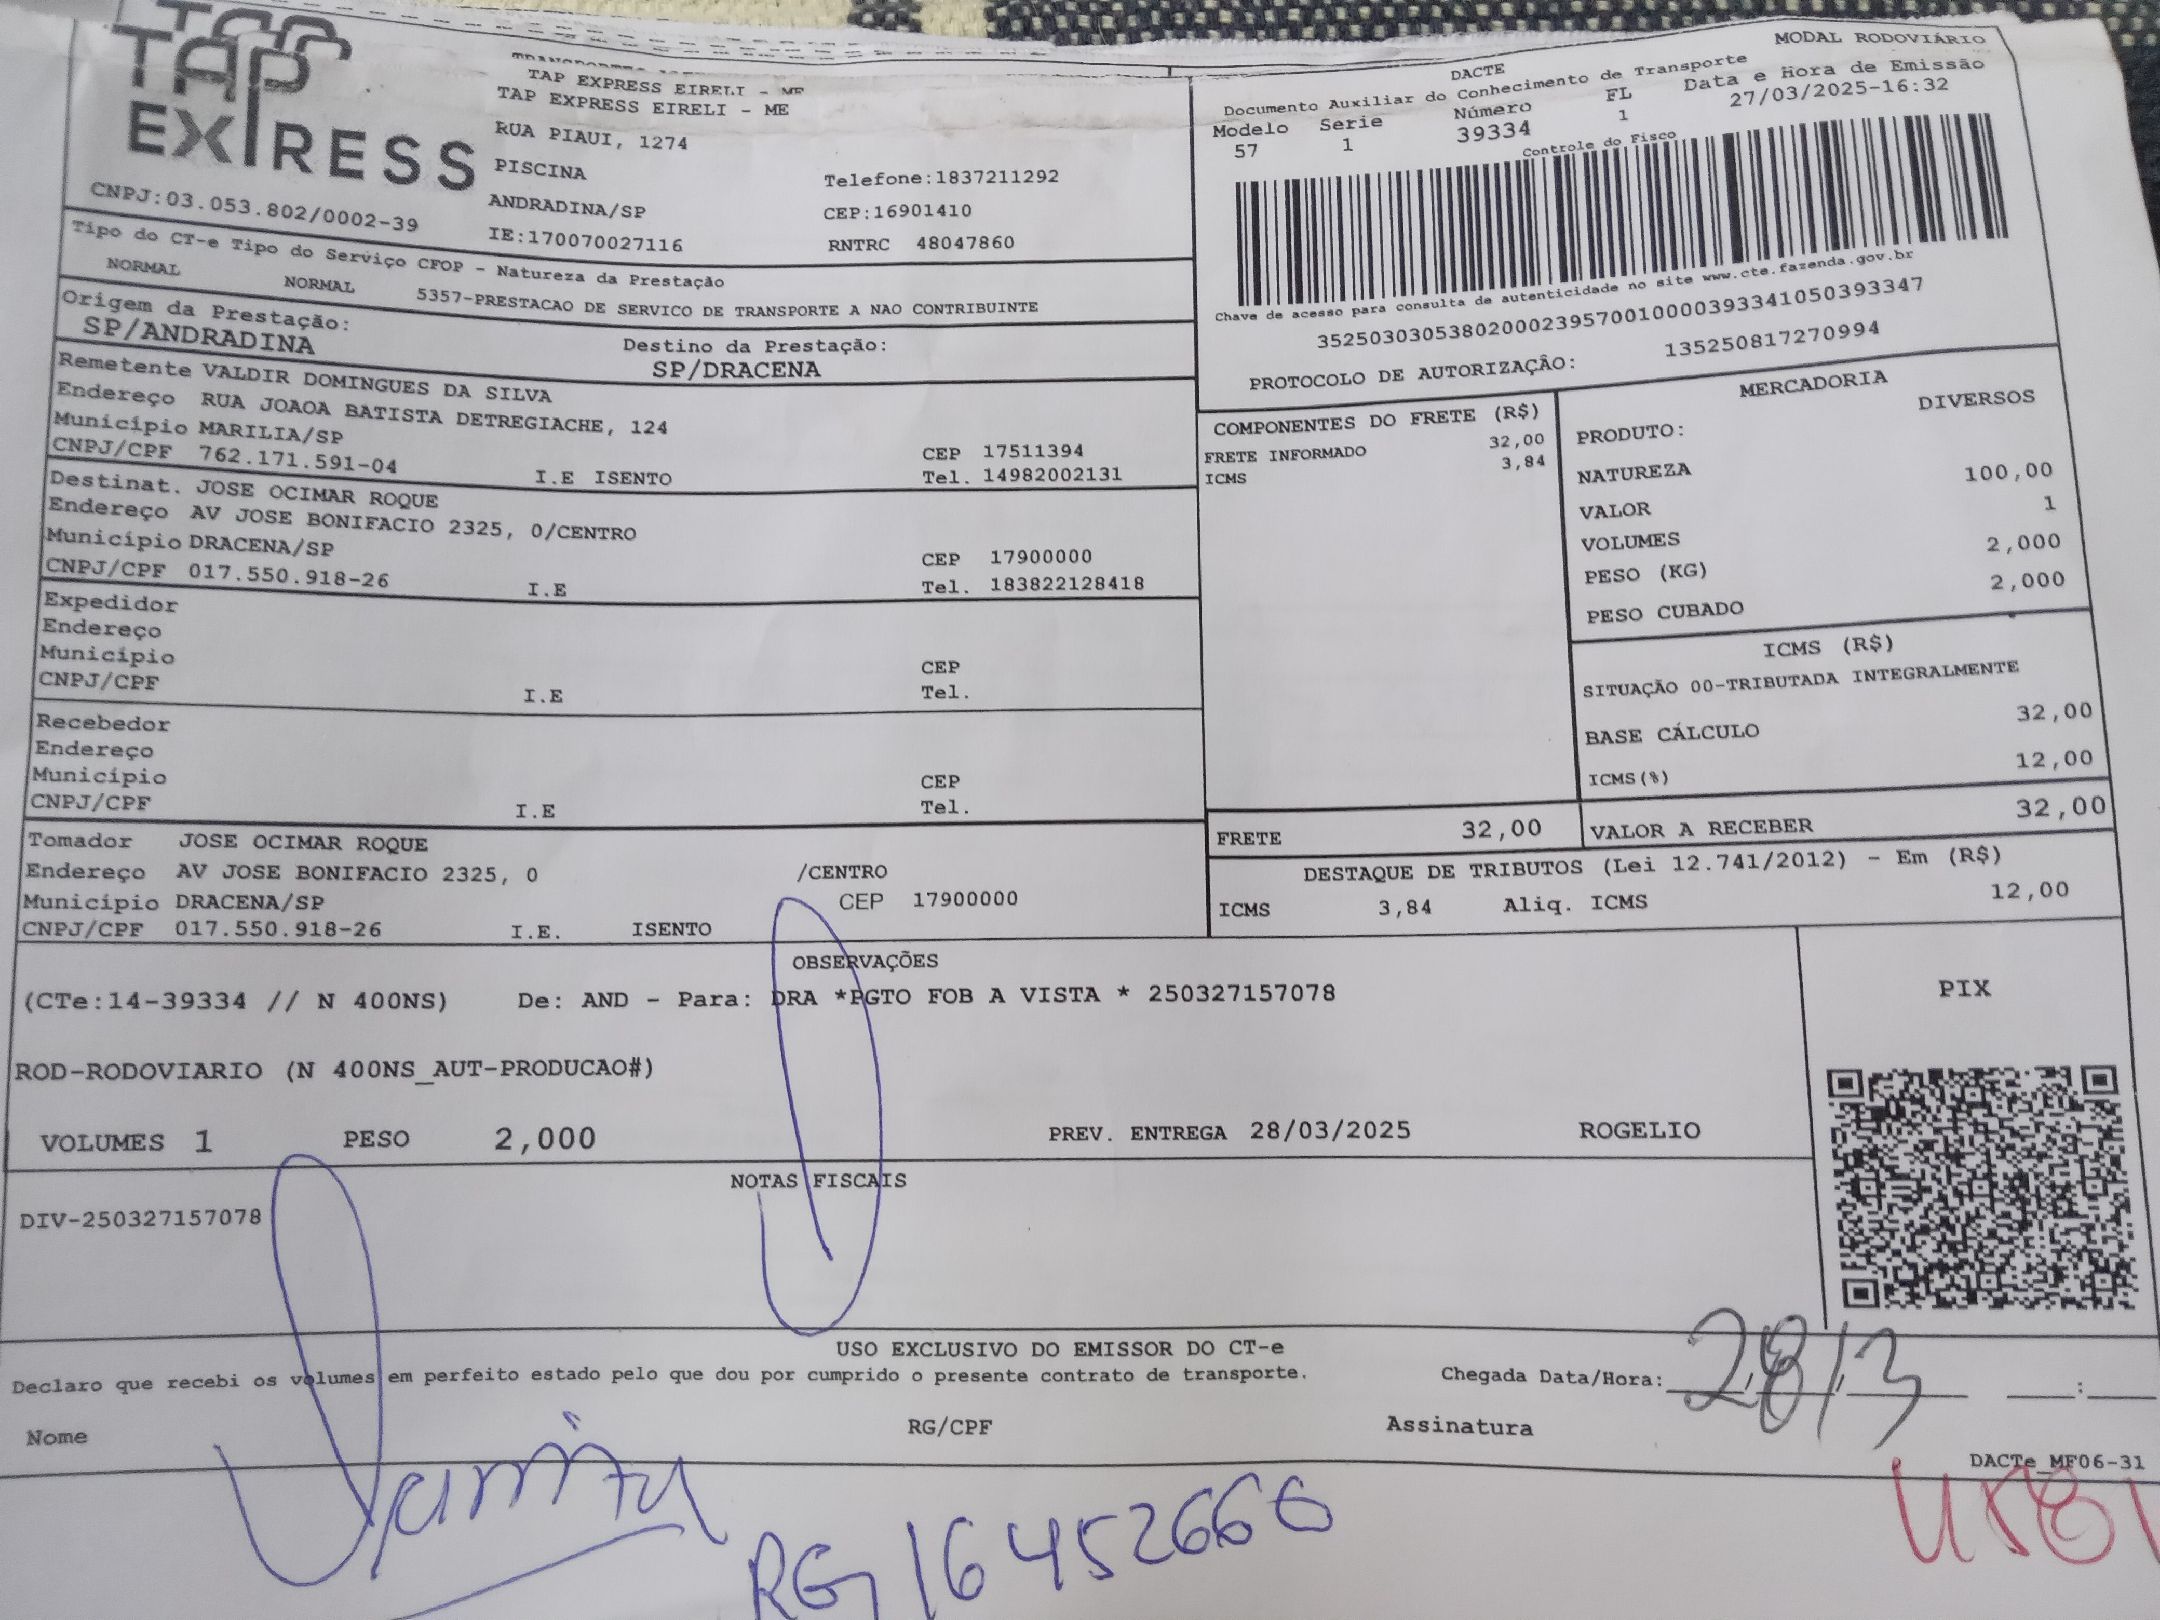 TAP
EXPRESS
CNPJ:03.053.802/0002-39
TAP EXPRESS EIRELI - ME
TAP EXPRESS EIRELI - ME
RUA PIAUI, 1274
PISCINA
ANDRADINA/SP
IE:170070027116
Telefone:1837211292
CEP:16901410
RNTRC 48047860
MODAL RODOVIÁRIO
DACTE
Documento Auxiliar do Conhecimento de Transporte
Modelo Serie Número FL Data e Hora de Emissão
57 1 39334 1 27/03/2025-16:32
Controle do Fisco
Chave de acesso para consulta de autenticidade no site www.cte.fazenda.gov.br
35250303053802000239570010000393341050393347
PROTOCOLO DE AUTORIZAÇÃO: 135250817270994
Tipo do CT-e Tipo do Serviço CFOP - Natureza da Prestação
NORMAL NORMAL 5357-PRESTACAO DE SERVICO DE TRANSPORTE A NAO CONTRIBUINTE
Origem da Prestação: Destino da Prestação:
SP/ANDRADINA SP/DRACENA
Remetente VALDIR DOMINGUES DA SILVA
Endereço RUA JOAOA BATISTA DETREGIACHE, 124
Município MARILIA/SP CEP 17511394
CNPJ/CPF 762.171.591-04 I.E ISENTO Tel. 14982002131
Destinat. JOSE OCIMAR ROQUE
Endereço AV JOSE BONIFACIO 2325, 0/CENTRO
Município DRACENA/SP CEP 17900000
CNPJ/CPF 017.550.918-26 I.E Tel. 183822128418
Expedidor
Endereço
Município CEP
CNPJ/CPF I.E Tel.
Recebedor
Endereço
Município CEP
CNPJ/CPF I.E Tel.
Tomador JOSE OCIMAR ROQUE
Endereço AV JOSE BONIFACIO 2325, 0 /CENTRO
Município DRACENA/SP CEP 17900000
CNPJ/CPF 017.550.918-26 I.E. ISENTO
COMPONENTES DO FRETE (R$)
FRETE INFORMADO 32,00
ICMS 3,84
MERCADORIA
PRODUTO: DIVERSOS
NATUREZA
VALOR 100,00
VOLUMES 1
PESO (KG) 2,000
PESO CUBADO 2,000
ICMS (R$)
SITUAÇÃO 00-TRIBUTADA INTEGRALMENTE
BASE CÁLCULO 32,00
ICMS(%) 12,00
FRETE 32,00 VALOR A RECEBER 32,00
DESTAQUE DE TRIBUTOS (Lei 12.741/2012) - Em (R$)
ICMS 3,84 Aliq. ICMS 12,00
OBSERVAÇÕES
(CTe:14-39334 // N 400NS) De: AND - Para: DRA *PGTO FOB A VISTA * 250327157078
ROD-RODOVIARIO (N 400NS_AUT-PRODUCAO#)
VOLUMES 1 PESO 2,000 PREV. ENTREGA 28/03/2025 ROGELIO
PIX
NOTAS FISCAIS
DIV-250327157078
USO EXCLUSIVO DO EMISSOR DO CT-e
Declaro que recebi os volumes em perfeito estado pelo que dou por cumprido o presente contrato de transporte. Chegada Data/Hora: 28/3
Nome RG/CPF Assinatura
DACTe_MF06-31
RG 16452666